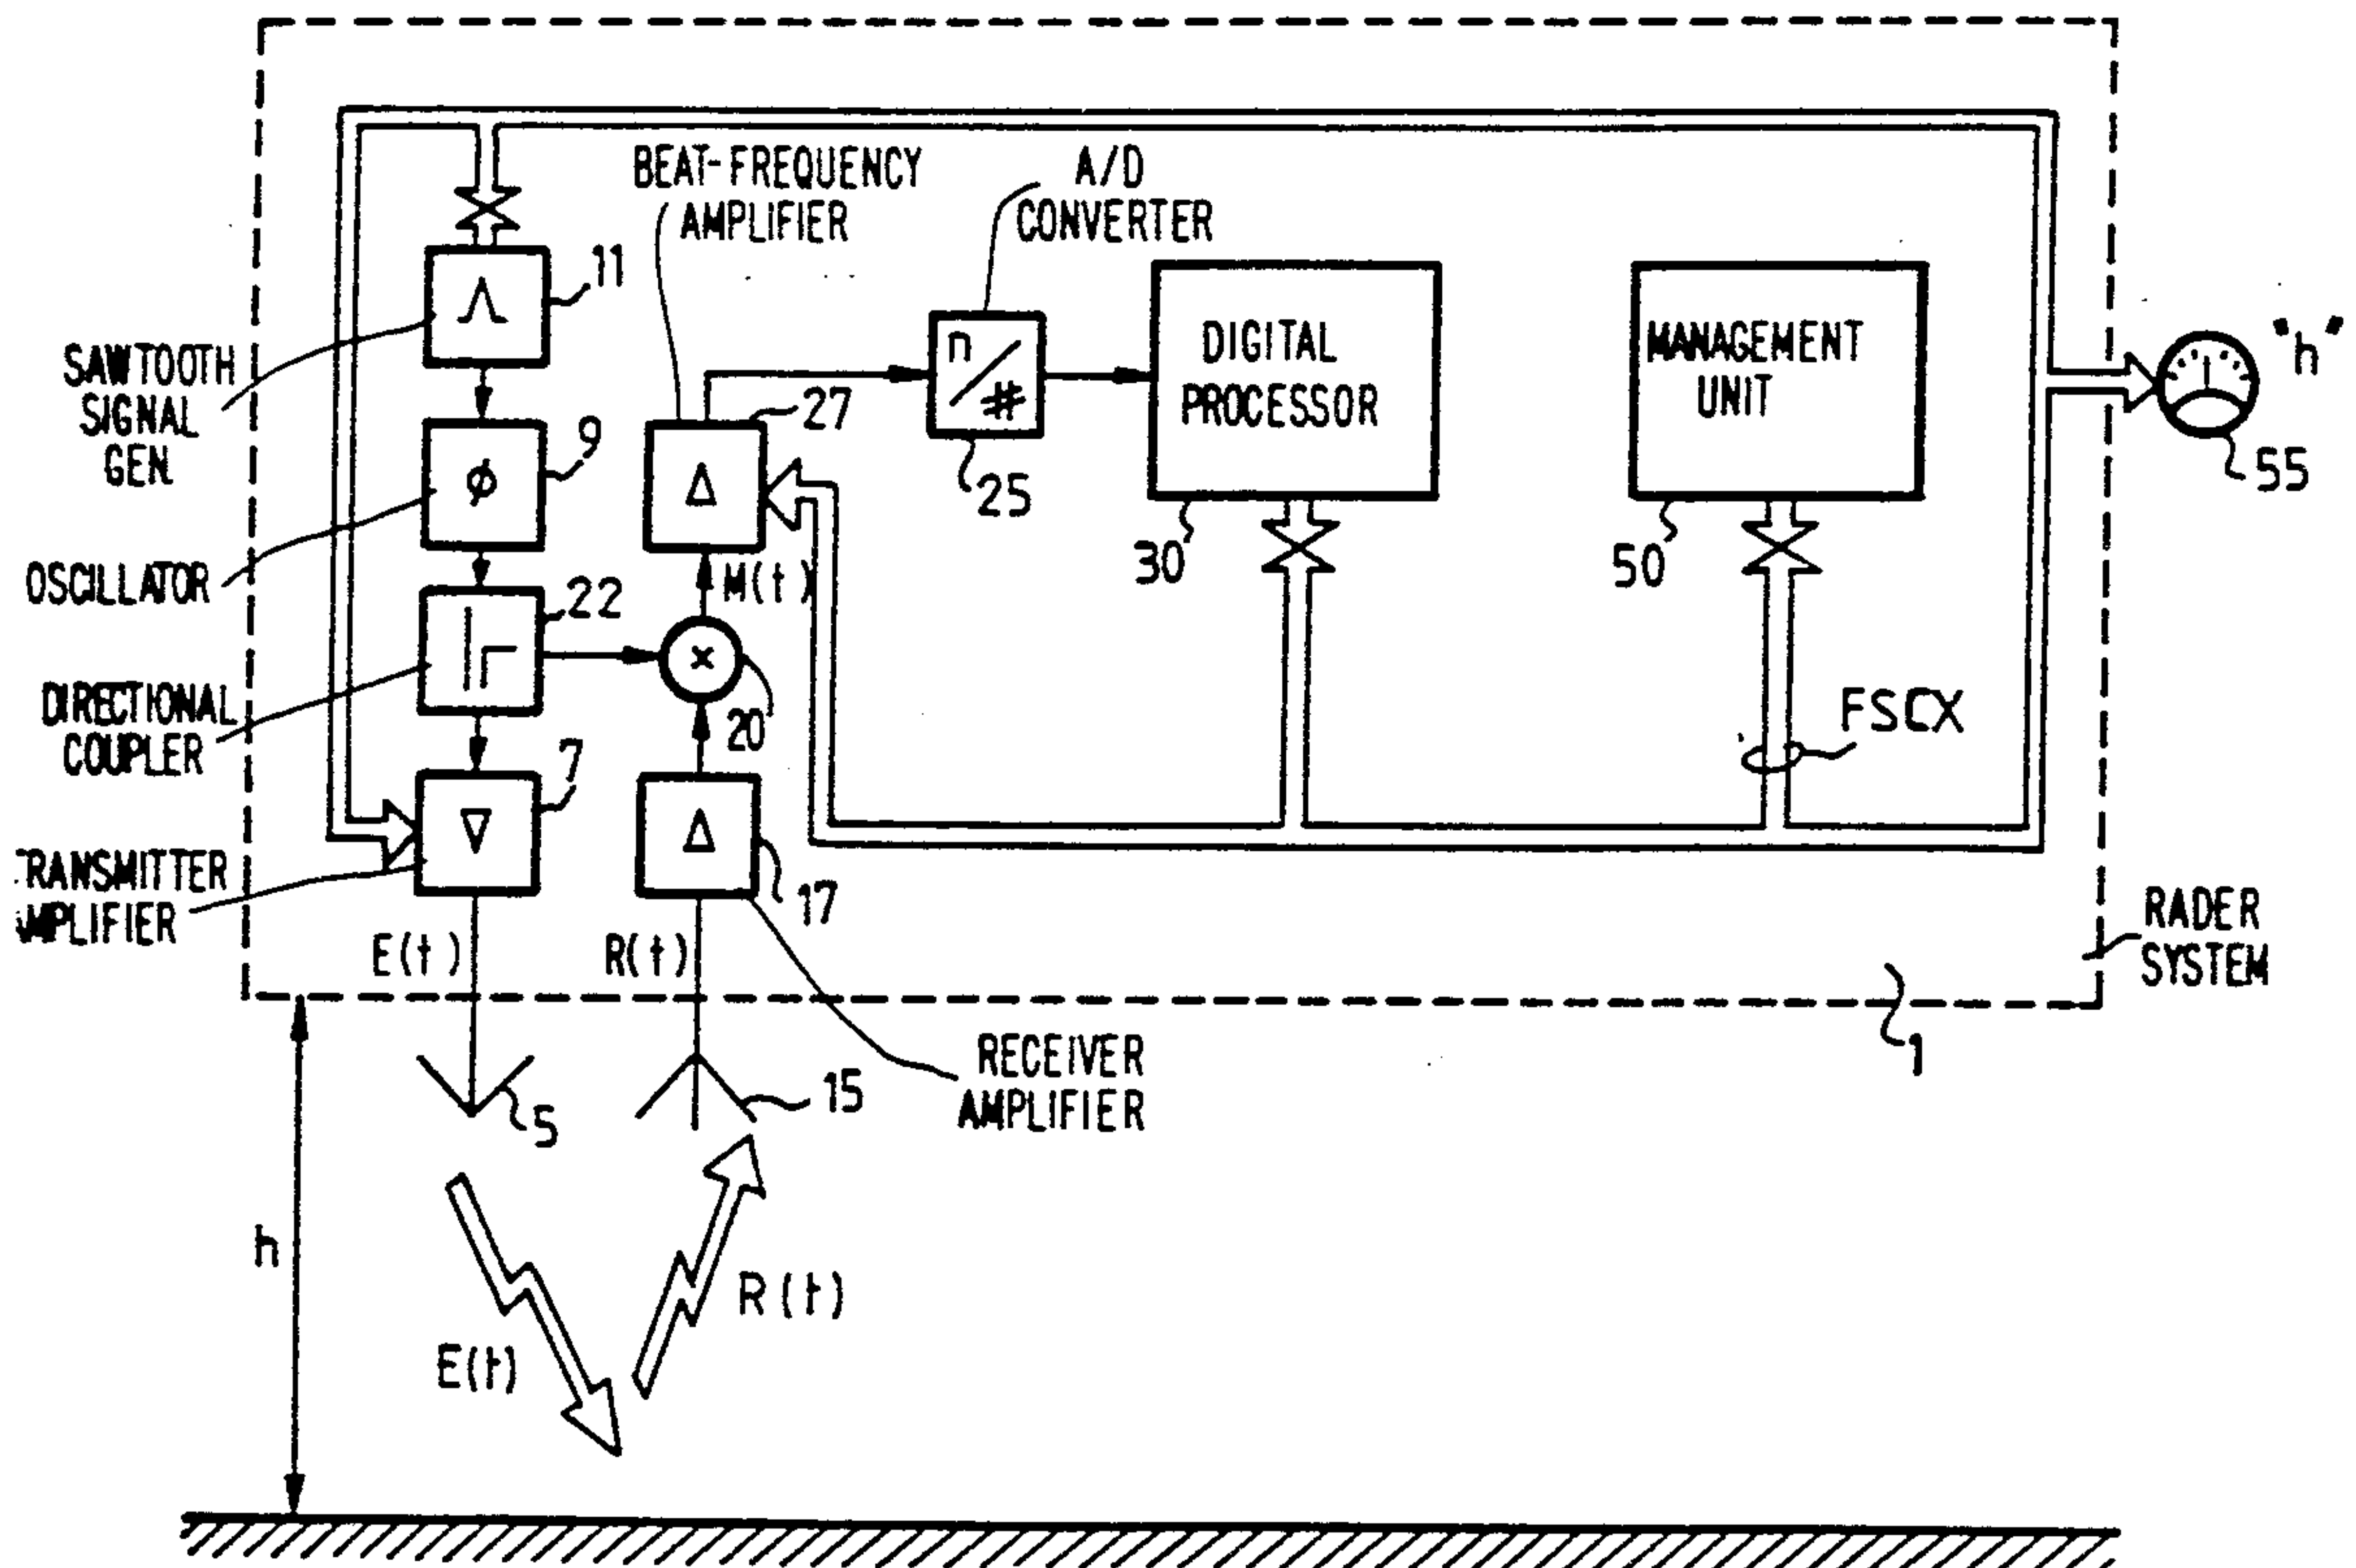 BEAT-FREQUENCY
AMPLIFIER
A/D
CONVERTER
11
SAWTOOTH
SIGNAL
GEN.
n
#
DIGITAL
PROCESSOR
MANAGEMENT
UNIT
"h"
27
9
ϕ
Δ
25
55
30
50
OSCILLATOR
M(t)
22
x
20
DIRECTIONAL
COUPLER
FSCX
7
∇
Δ
TRANSMITTER
AMPLIFIER
17
E(t)
R(t)
RADER
SYSTEM
1
RECEIVER
AMPLIFIER
5
15
h
R(t)
E(t)